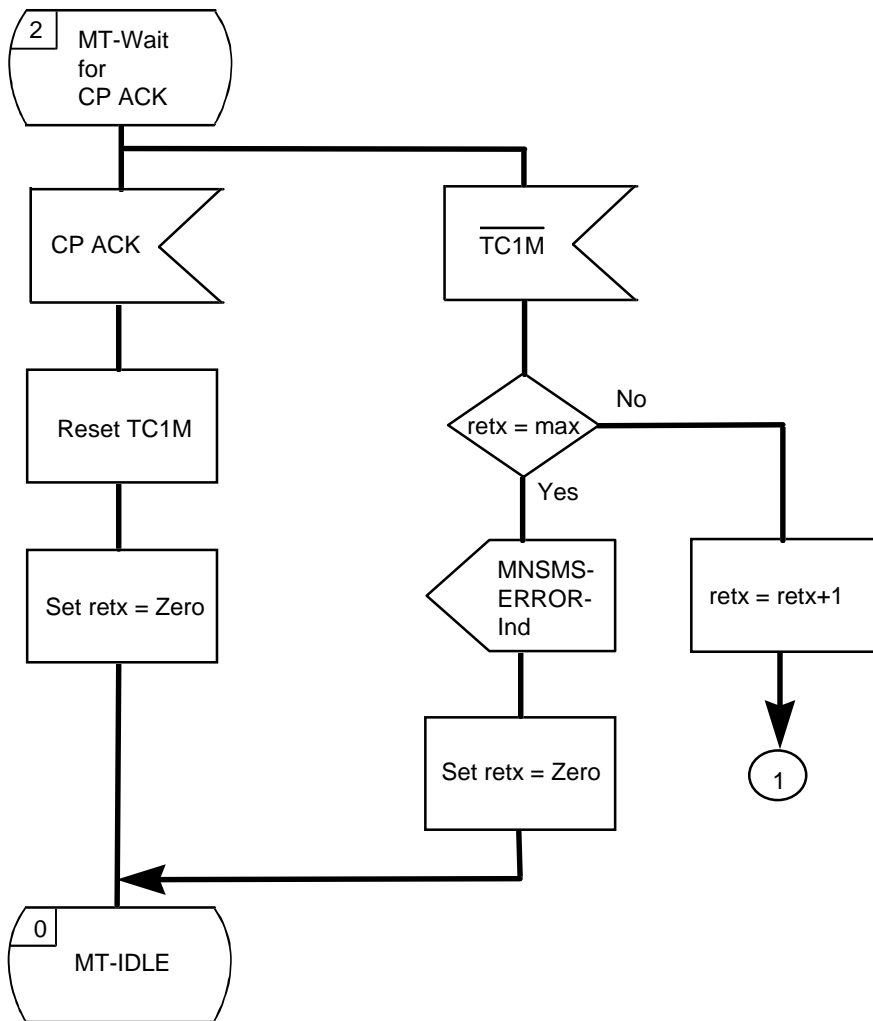 2
MT-Wait
for
CP ACK
CP ACK
TC1M
Reset TC1M
retx = max
No
Yes
Set retx = Zero
MNSMS-
ERROR-
Ind
retx = retx+1
Set retx = Zero
1
0
MT-IDLE